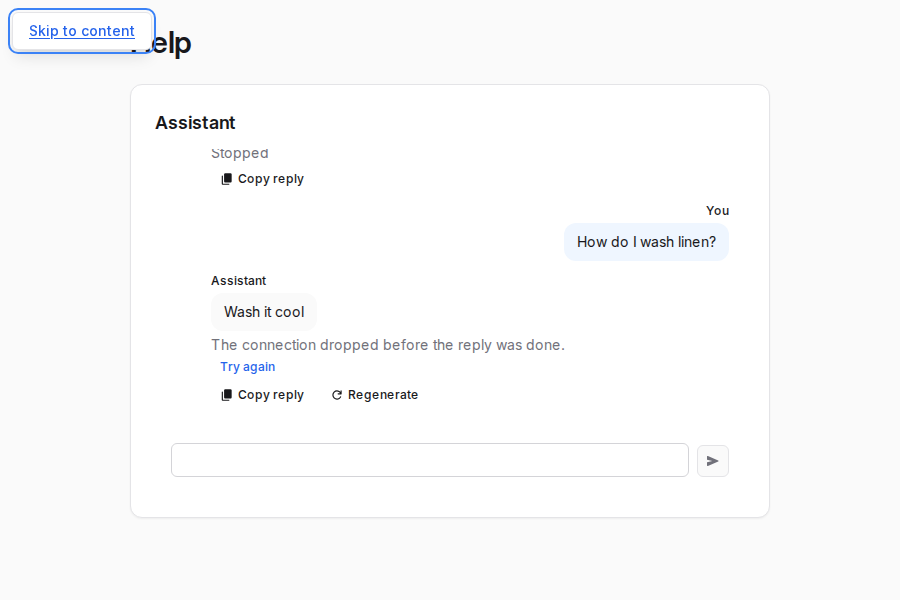 Skip to content
Help
Assistant
Stopped
Copy reply
You
How do I wash linen?
Assistant
Wash it cool
The connection dropped before the reply was done.
Try again
Copy reply
Regenerate